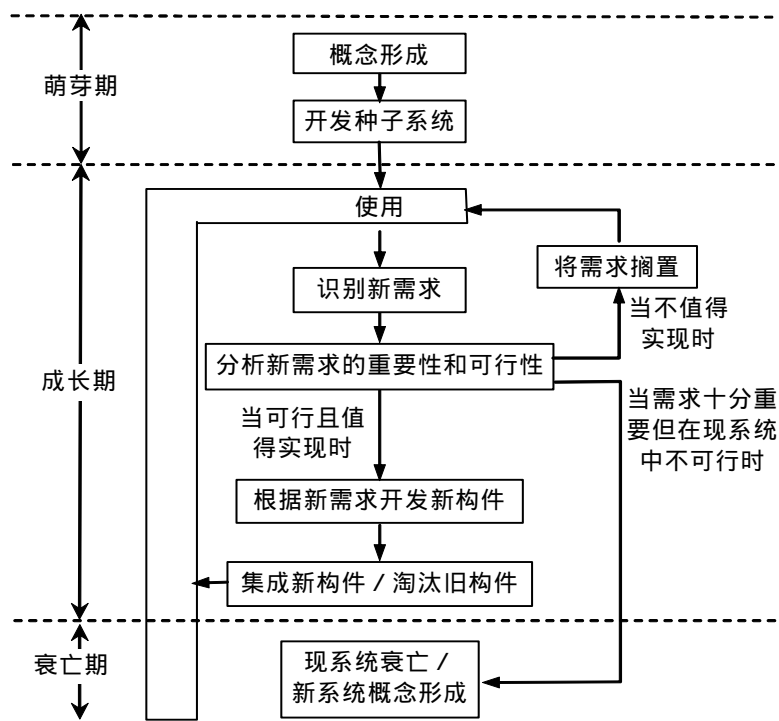 概念形成
萌芽期
开发种子系统
使用
将需求搁置
识别新需求
当不值得
实现时
分析新需求的重要性和可行性
成长期
当可行且值
得实现时
当需求十分重
要但在现系统
中不可行时
根据新需求开发新构件
集成新构件 / 淘汰旧构件
衰亡期
现系统衰亡 /
新系统概念形成